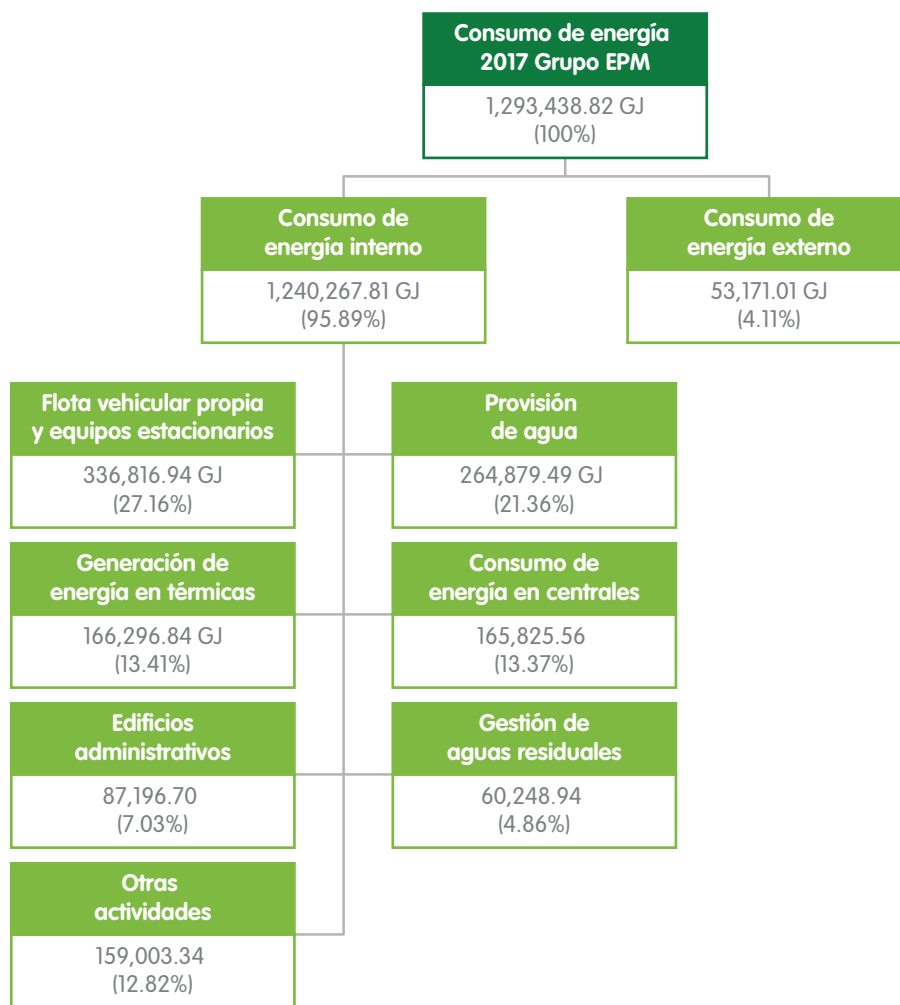 Consumo de energía
2017 Grupo EPM
1,293,438.82 GJ
(100%)
Consumo de
energía interno
1,240,267.81 GJ
(95.89%)
Consumo de
energía externo
53,171.01 GJ
(4.11%)
Flota vehicular propia
y equipos estacionarios
336,816.94 GJ
(27.16%)
Provisión
de agua
264,879.49 GJ
(21.36%)
Generación de
energía en térmicas
166,296.84 GJ
(13.41%)
Consumo de
energía en centrales
165,825.56
(13.37%)
Edificios
administrativos
87,196.70
(7.03%)
Gestión de
aguas residuales
60,248.94
(4.86%)
Otras
actividades
159,003.34
(12.82%)